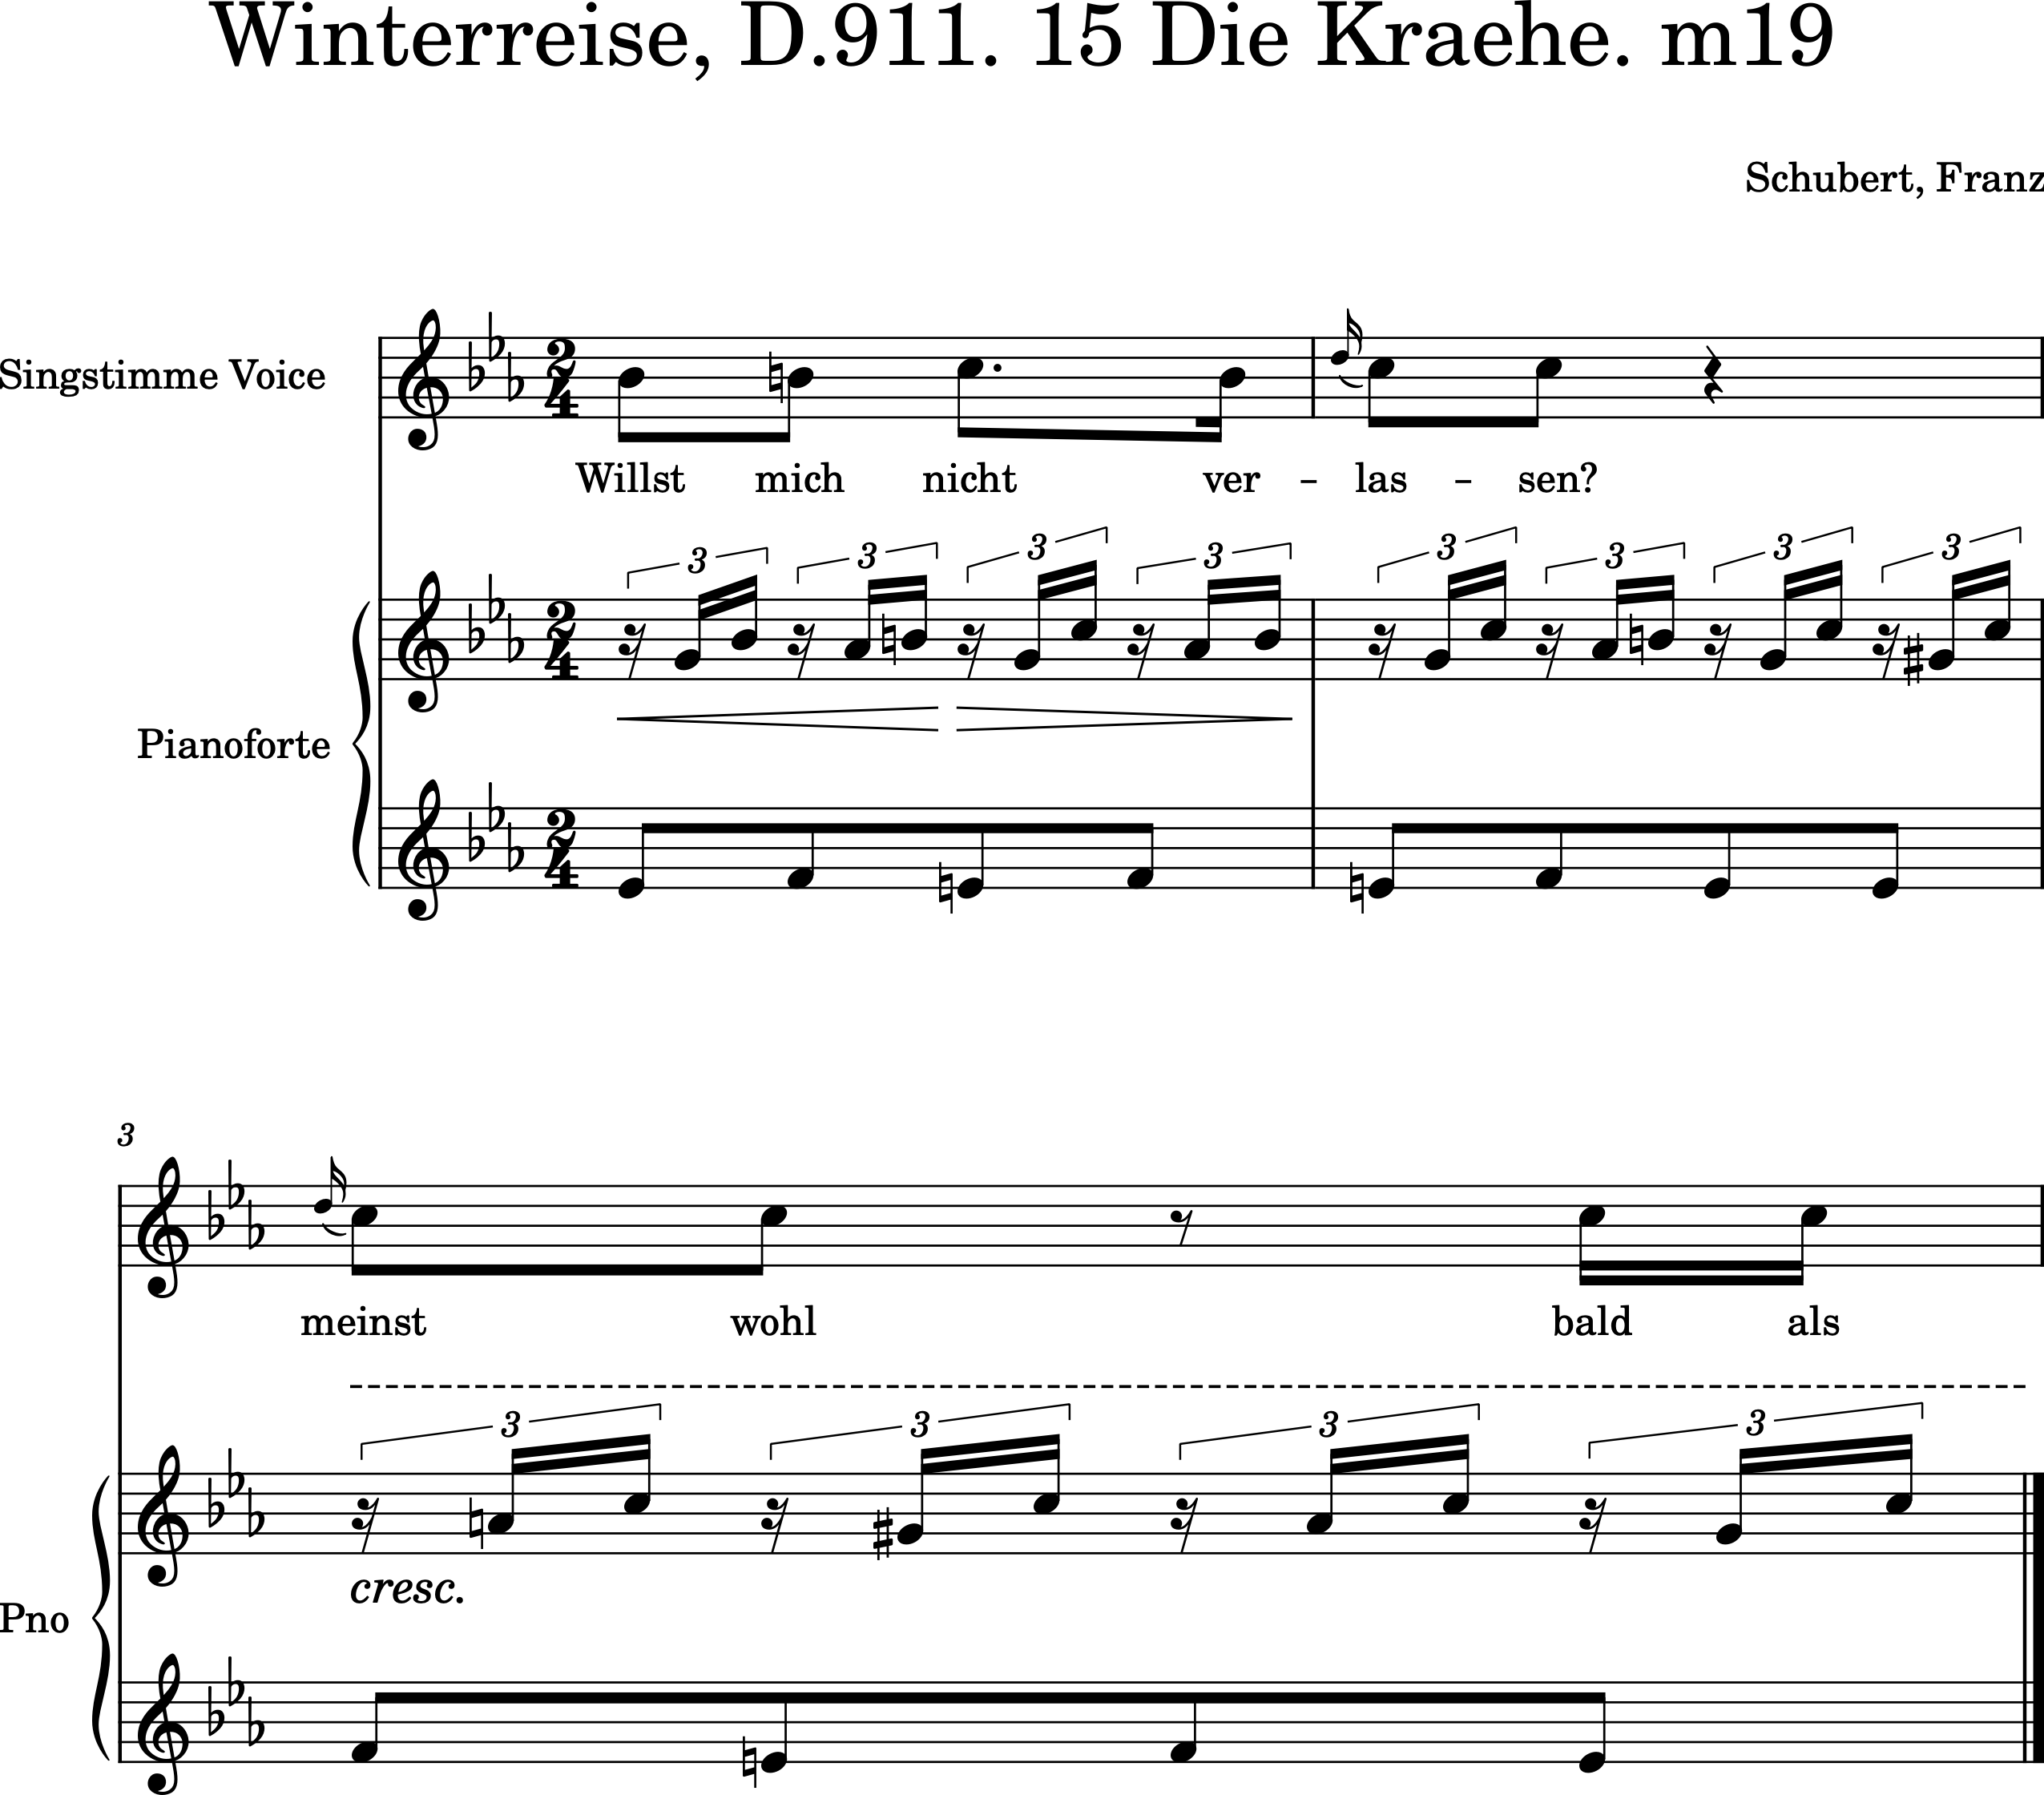 Winterreise, D.911. 15 Die Kraehe. m19
Schubert, Franz
Singstimme Voice
Willst mich nicht ver - las - sen?
3 3 3 3 3 3 3 3
Pianoforte
3
meinst wohl bald als
3 3 3 3
cresc.
Pno